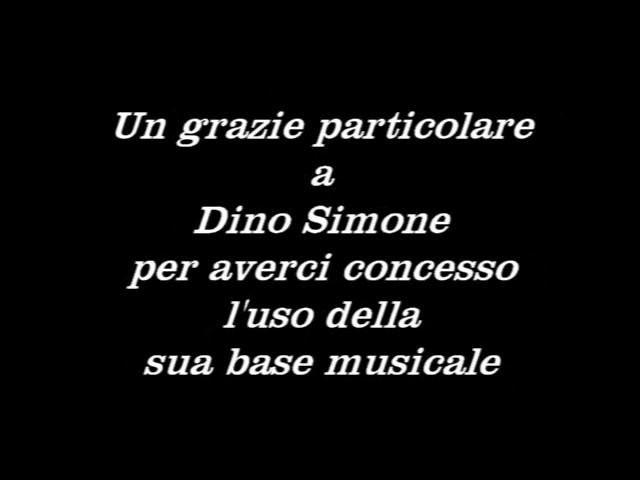 Un grazie particolare
a
Dino Simone
per averci concesso
l'uso della
sua base musicale